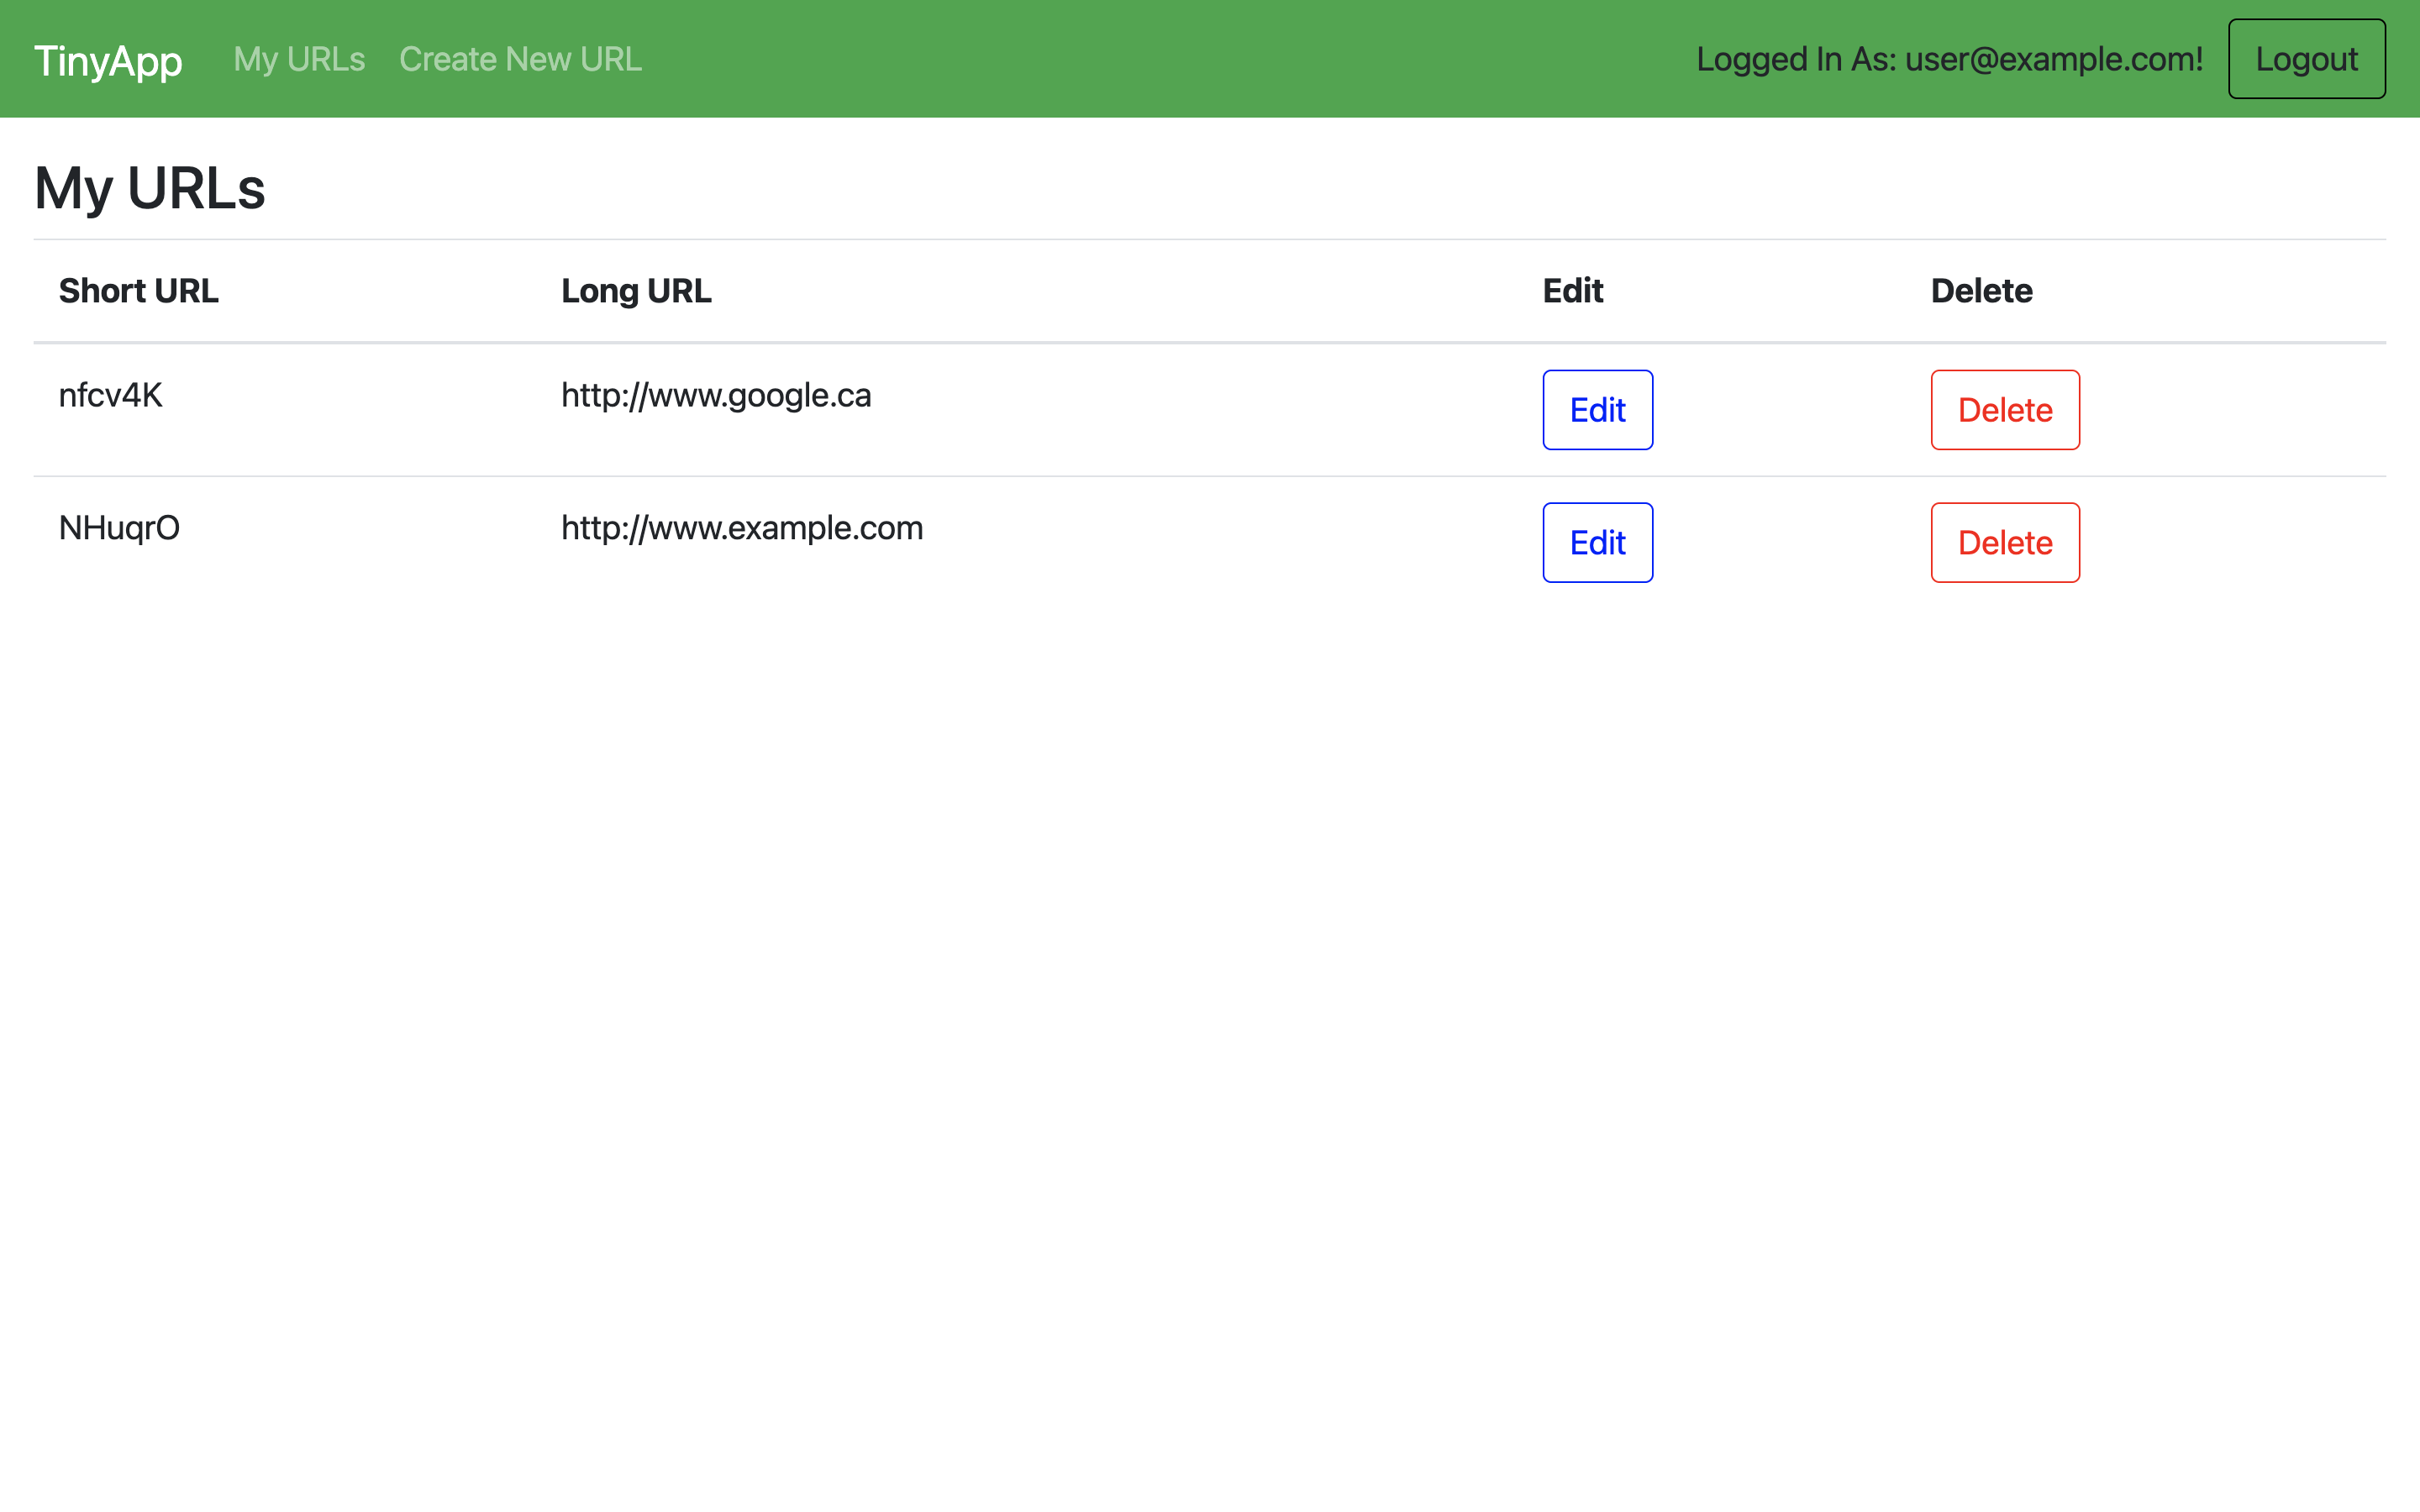 TinyApp My URLs Create New URL Logged In As: user@example.com! Logout
My URLs
Short URL Long URL Edit Delete
nfcv4K http://www.google.ca Edit Delete
NHuqrO http://www.example.com Edit Delete